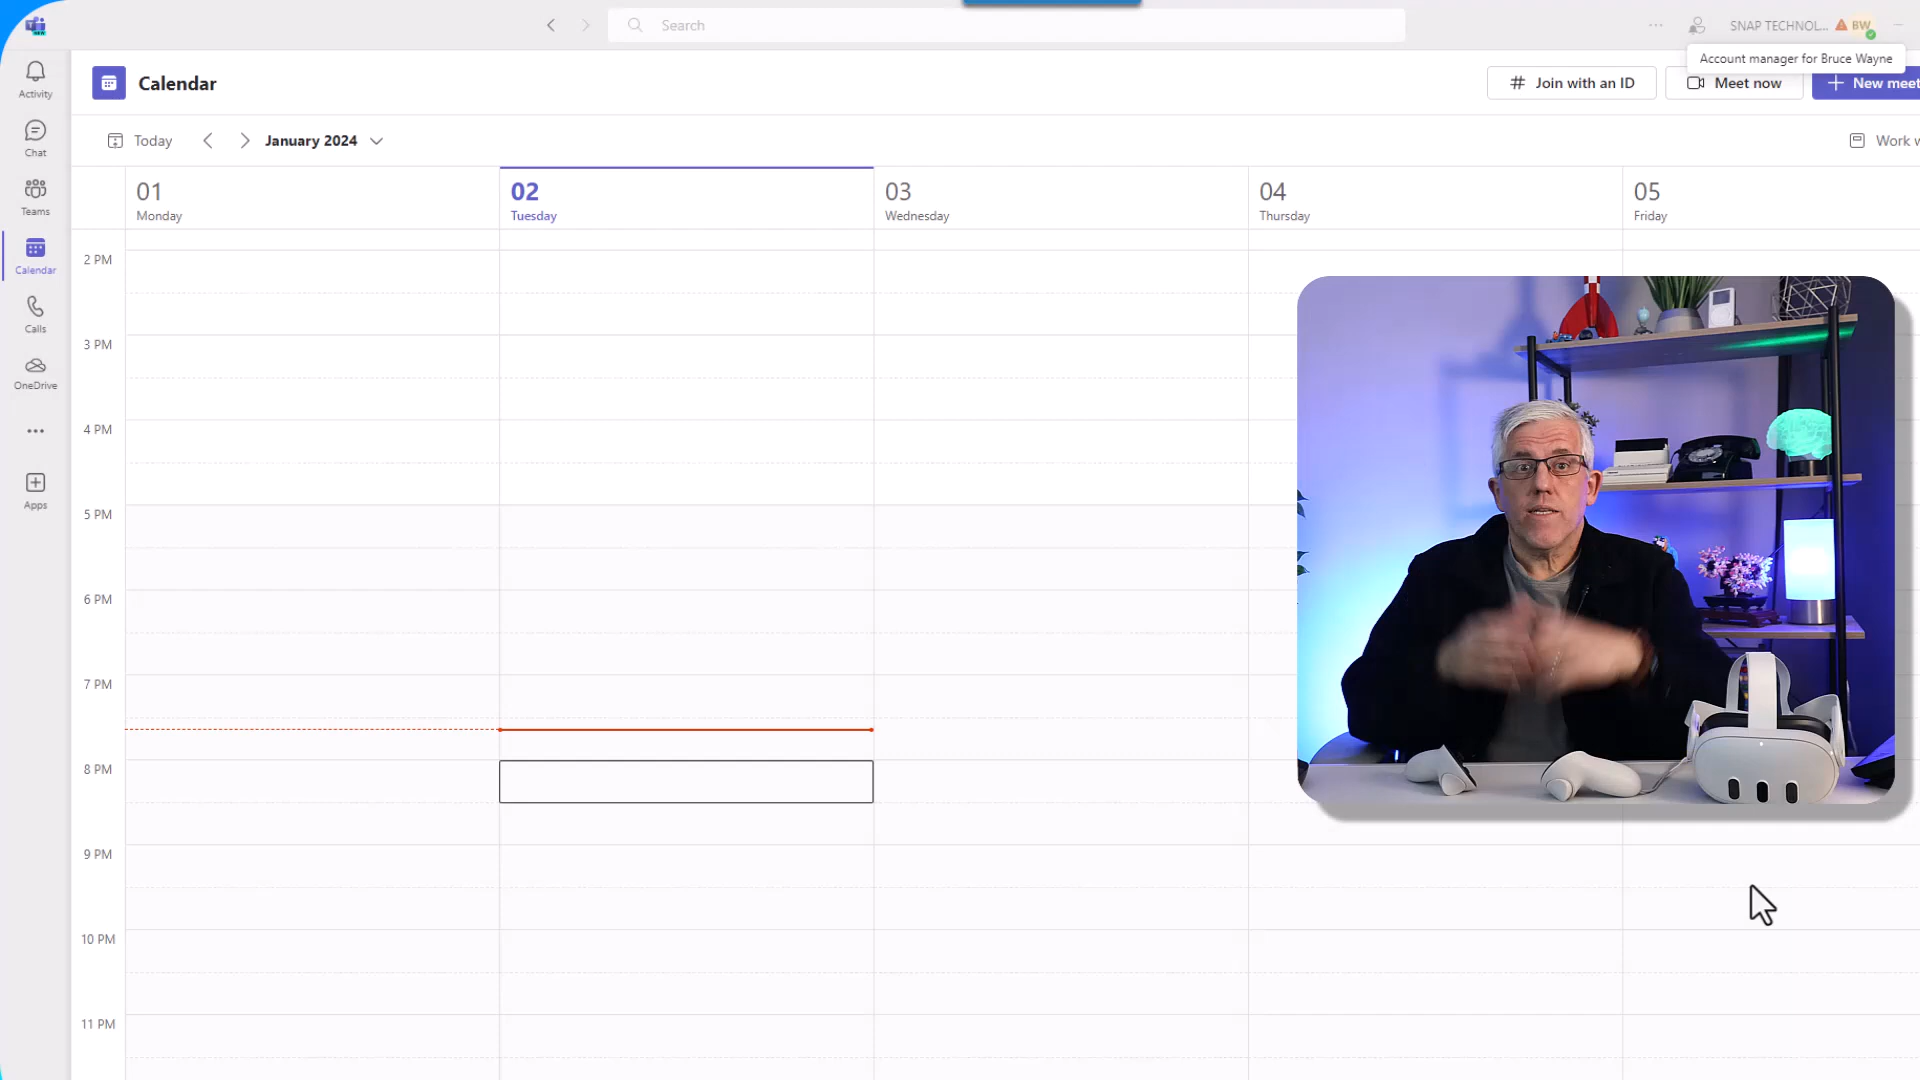 NEW
Search
SNAP TECHNOL...
BW
Account manager for Bruce Wayne
Activity
Chat
Teams
Calendar
Calls
OneDrive
Apps
Calendar
Join with an ID
Meet now
New meet
Today
January 2024
Work w
01
Monday
02
Tuesday
03
Wednesday
04
Thursday
05
Friday
2 PM
3 PM
4 PM
5 PM
6 PM
7 PM
8 PM
9 PM
10 PM
11 PM